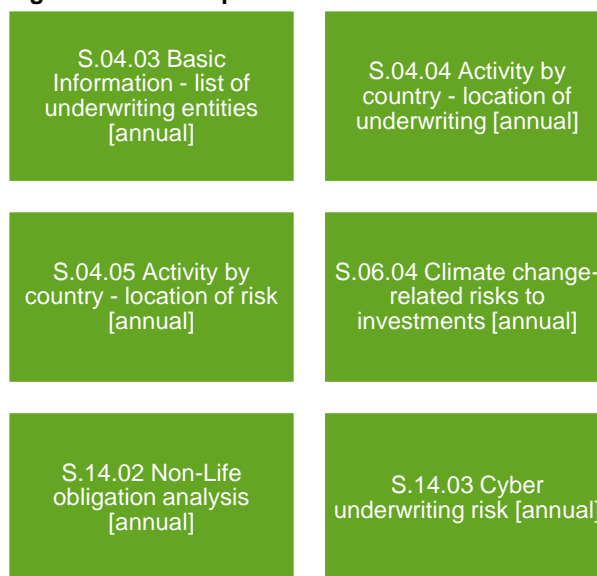 S.04.03 Basic
Information - list of
underwriting entities
[annual]
S.04.04 Activity by
country - location of
underwriting [annual]
S.04.05 Activity by
country - location of risk
[annual]
S.06.04 Climate change-
related risks to
investments [annual]
S.14.02 Non-Life
obligation analysis
[annual]
S.14.03 Cyber
underwriting risk [annual]